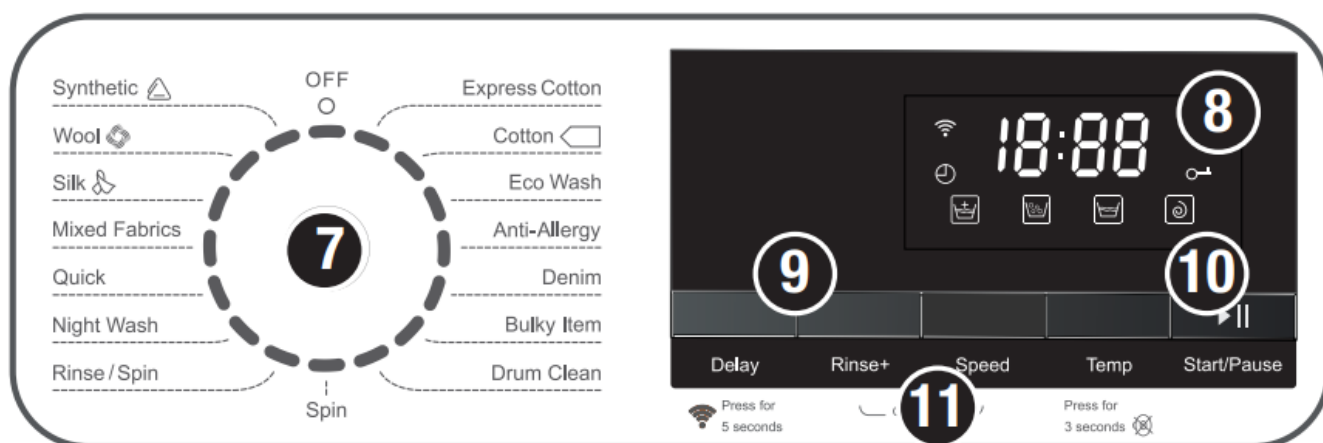 OFF
Synthetic
Wool
Silk
Mixed Fabrics
Quick
Night Wash
Rinse/Spin
Spin
Express Cotton
Cotton
Eco Wash
Anti-Allergy
Denim
Bulky Item
Drum Clean
7
18:88
8
9
10
Delay Rinse+ Speed Temp Start/Pause
11
Press for
5 seconds
Press for
3 seconds